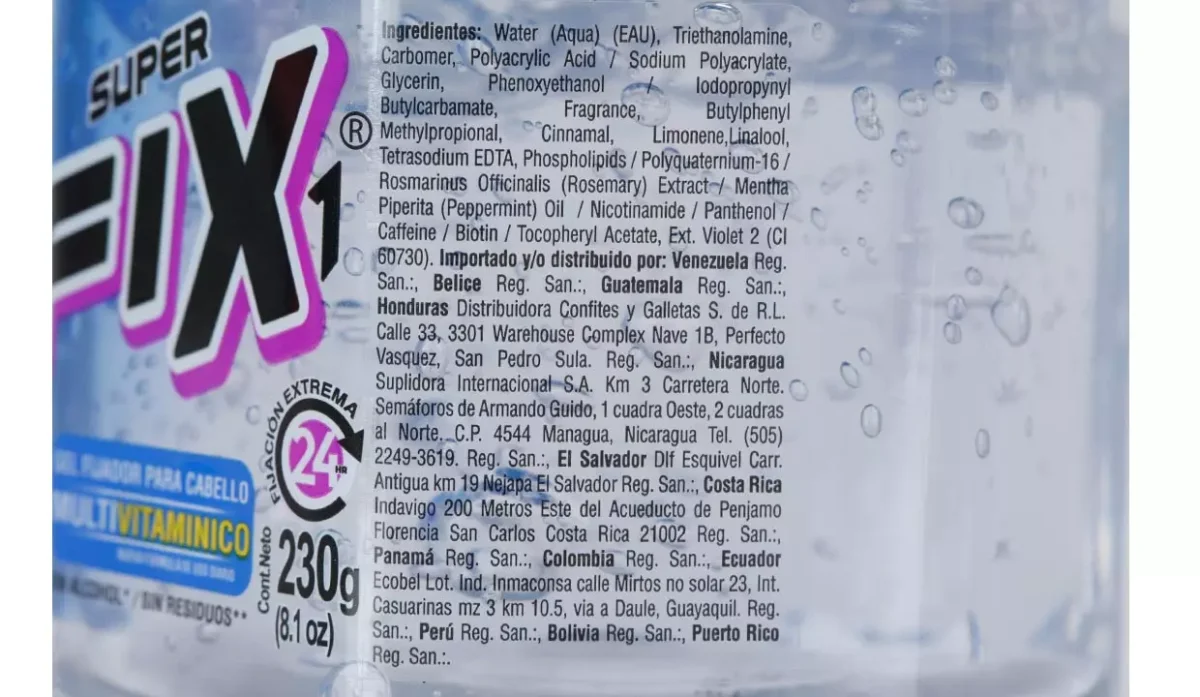 SUPER
FIX
®
1
FIJACIÓN EXTREMA
24
HR
FIJADOR PARA CABELLO
MULTIVITAMINICO
ALCOHOL* / SIN RESIDUOS**
Cont.Neto
230g
(8.1 oz)
Ingredientes: Water (Aqua) (EAU), Triethanolamine,
Carbomer, Polyacrylic Acid / Sodium Polyacrylate,
Glycerin, Phenoxyethanol / Iodopropynyl
Butylcarbamate, Fragrance, Butylphenyl
Methylpropional, Cinnamal, Limonene,Linalool,
Tetrasodium EDTA, Phospholipids / Polyquaternium-16 /
Rosmarinus Officinalis (Rosemary) Extract / Mentha
Piperita (Peppermint) Oil / Nicotinamide / Panthenol /
Caffeine / Biotin / Tocopheryl Acetate, Ext. Violet 2 (CI
60730). Importado y/o distribuido por: Venezuela Reg.
San.:, Belice Reg. San.:, Guatemala Reg. San.:,
Honduras Distribuidora Confites y Galletas S. de R.L.
Calle 33, 3301 Warehouse Complex Nave 1B, Perfecto
Vasquez, San Pedro Sula. Reg. San.:, Nicaragua
Suplidora Internacional S.A. Km 3 Carretera Norte.
Semáforos de Armando Guido, 1 cuadra Oeste, 2 cuadras
al Norte. C.P. 4544 Managua, Nicaragua Tel. (505)
2249-3619. Reg. San.:, El Salvador Dlf Esquivel Carr.
Antigua km 19 Nejapa El Salvador Reg. San.:, Costa Rica
Indavigo 200 Metros Este del Acueducto de Penjamo
Florencia San Carlos Costa Rica 21002 Reg. San.:,
Panamá Reg. San.:, Colombia Reg. San.:, Ecuador
Ecobel Lot. Ind. Inmaconsa calle Mirtos no solar 23, Int.
Casuarinas mz 3 km 10.5, via a Daule, Guayaquil. Reg.
San.:, Perú Reg. San.:, Bolivia Reg. San.:, Puerto Rico
Reg. San.:.